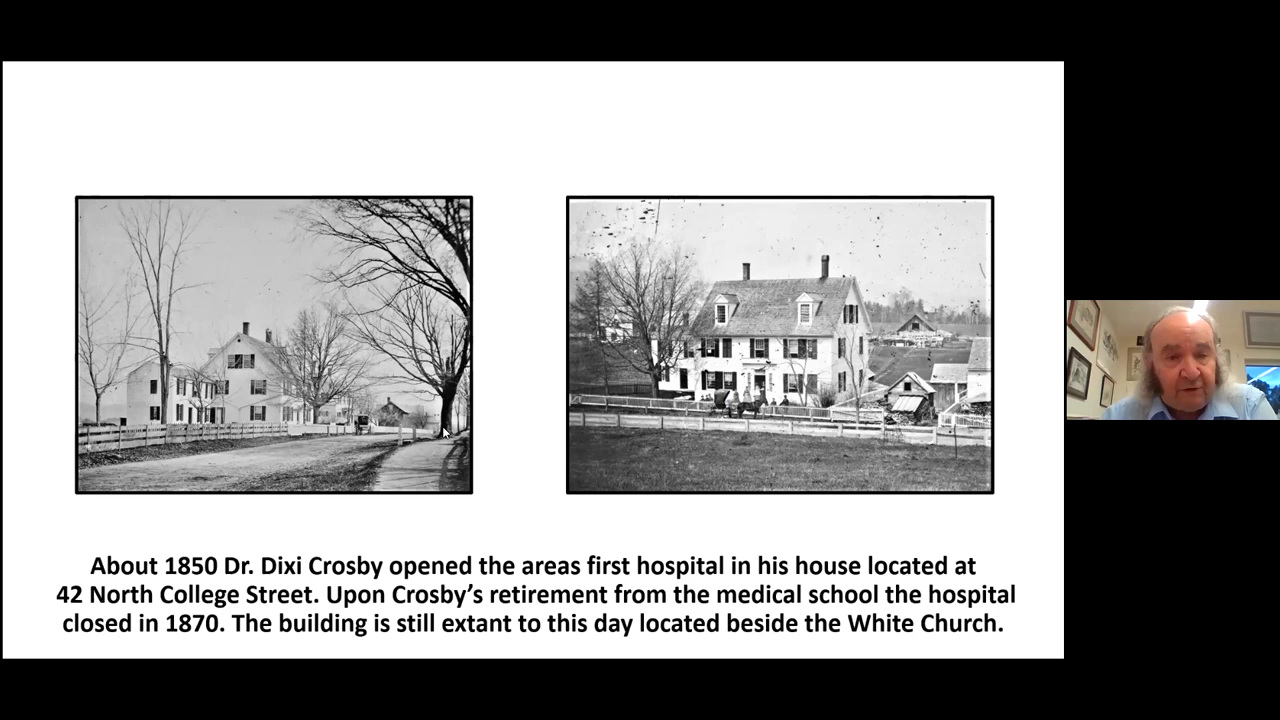 About 1850 Dr. Dixi Crosby opened the areas first hospital in his house located at
42 North College Street. Upon Crosby’s retirement from the medical school the hospital
closed in 1870. The building is still extant to this day located beside the White Church.